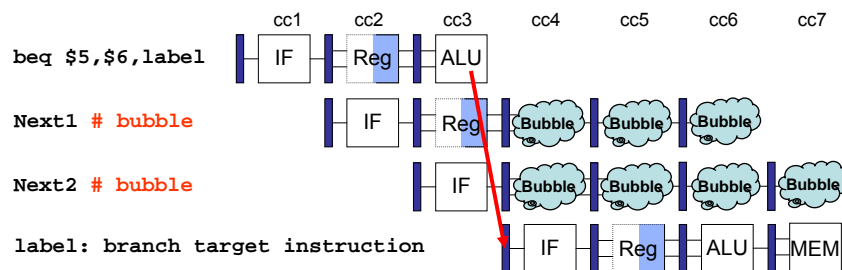 cc1 cc2 cc3 cc4 cc5 cc6 cc7
beq $5,$6,label IF Reg ALU
Next1 # bubble IF Reg Bubble Bubble Bubble
Next2 # bubble IF Bubble Bubble Bubble Bubble
label: branch target instruction IF Reg ALU MEM